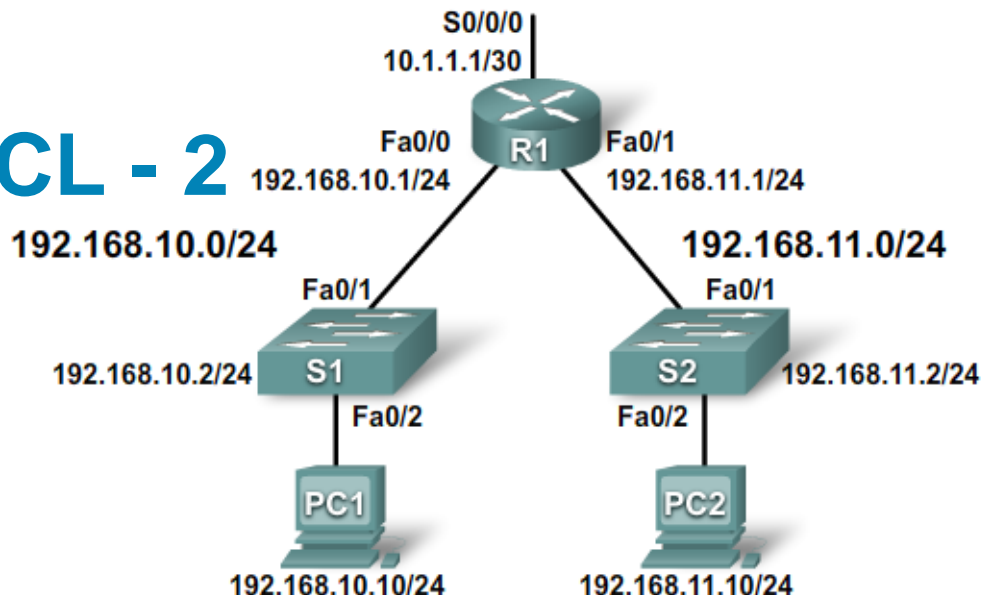 S0/0/0
10.1.1.1/30
CL - 2
Fa0/0
R1
Fa0/1
192.168.10.1/24
192.168.11.1/24
192.168.10.0/24
192.168.11.0/24
Fa0/1
Fa0/1
192.168.10.2/24
S1
S2
192.168.11.2/24
Fa0/2
Fa0/2
PC1
PC2
192.168.10.10/24
192.168.11.10/24